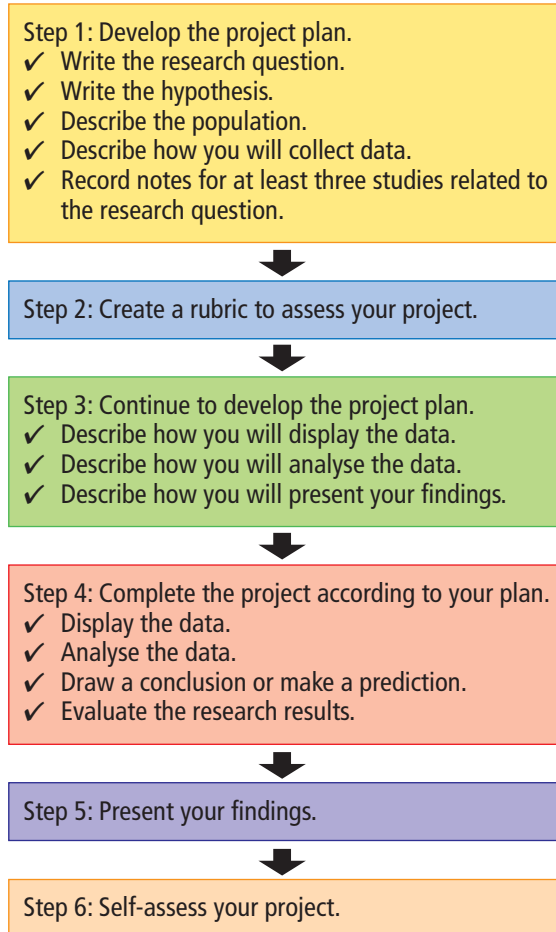 Step 1: Develop the project plan.
✓ Write the research question.
✓ Write the hypothesis.
✓ Describe the population.
✓ Describe how you will collect data.
✓ Record notes for at least three studies related to
the research question.
Step 2: Create a rubric to assess your project.
Step 3: Continue to develop the project plan.
✓ Describe how you will display the data.
✓ Describe how you will analyse the data.
✓ Describe how you will present your findings.
Step 4: Complete the project according to your plan.
✓ Display the data.
✓ Analyse the data.
✓ Draw a conclusion or make a prediction.
✓ Evaluate the research results.
Step 5: Present your findings.
Step 6: Self-assess your project.